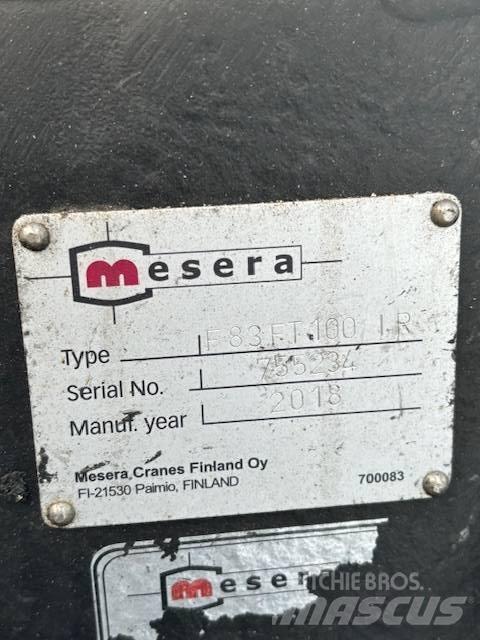 mesera
Type F83FT100 IR
Serial No. 755234
Manuf. year 2018
Mesera Cranes Finland Oy
FI-21530 Paimio, FINLAND 700083
meser
RITCHIE BROS.
MASCUS